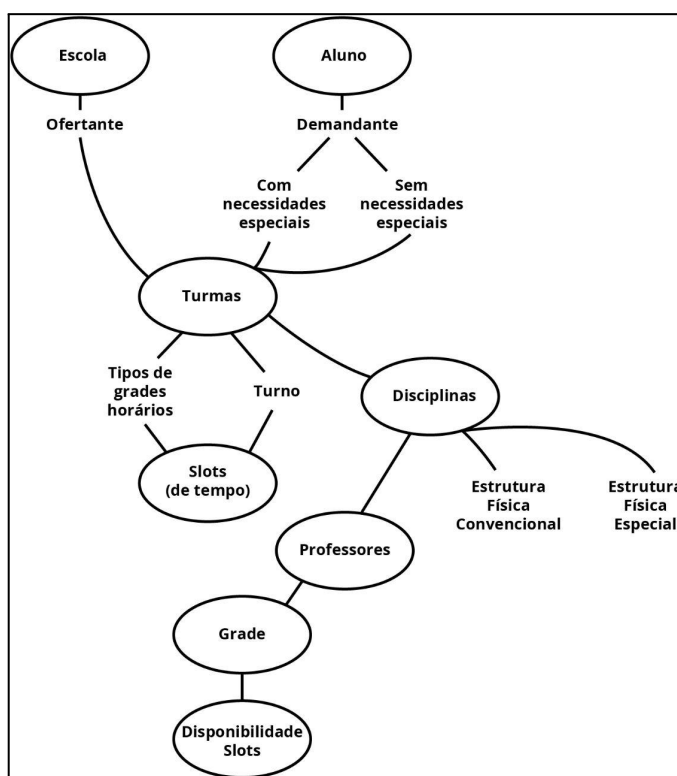 Escola
Aluno
Ofertante
Demandante
Com
necessidades
especiais
Sem
necessidades
especiais
Turmas
Tipos de
grades
horários
Turno
Disciplinas
Slots
(de tempo)
Estrutura
Física
Convencional
Estrutura
Física
Especial
Professores
Grade
Disponibilidade
Slots